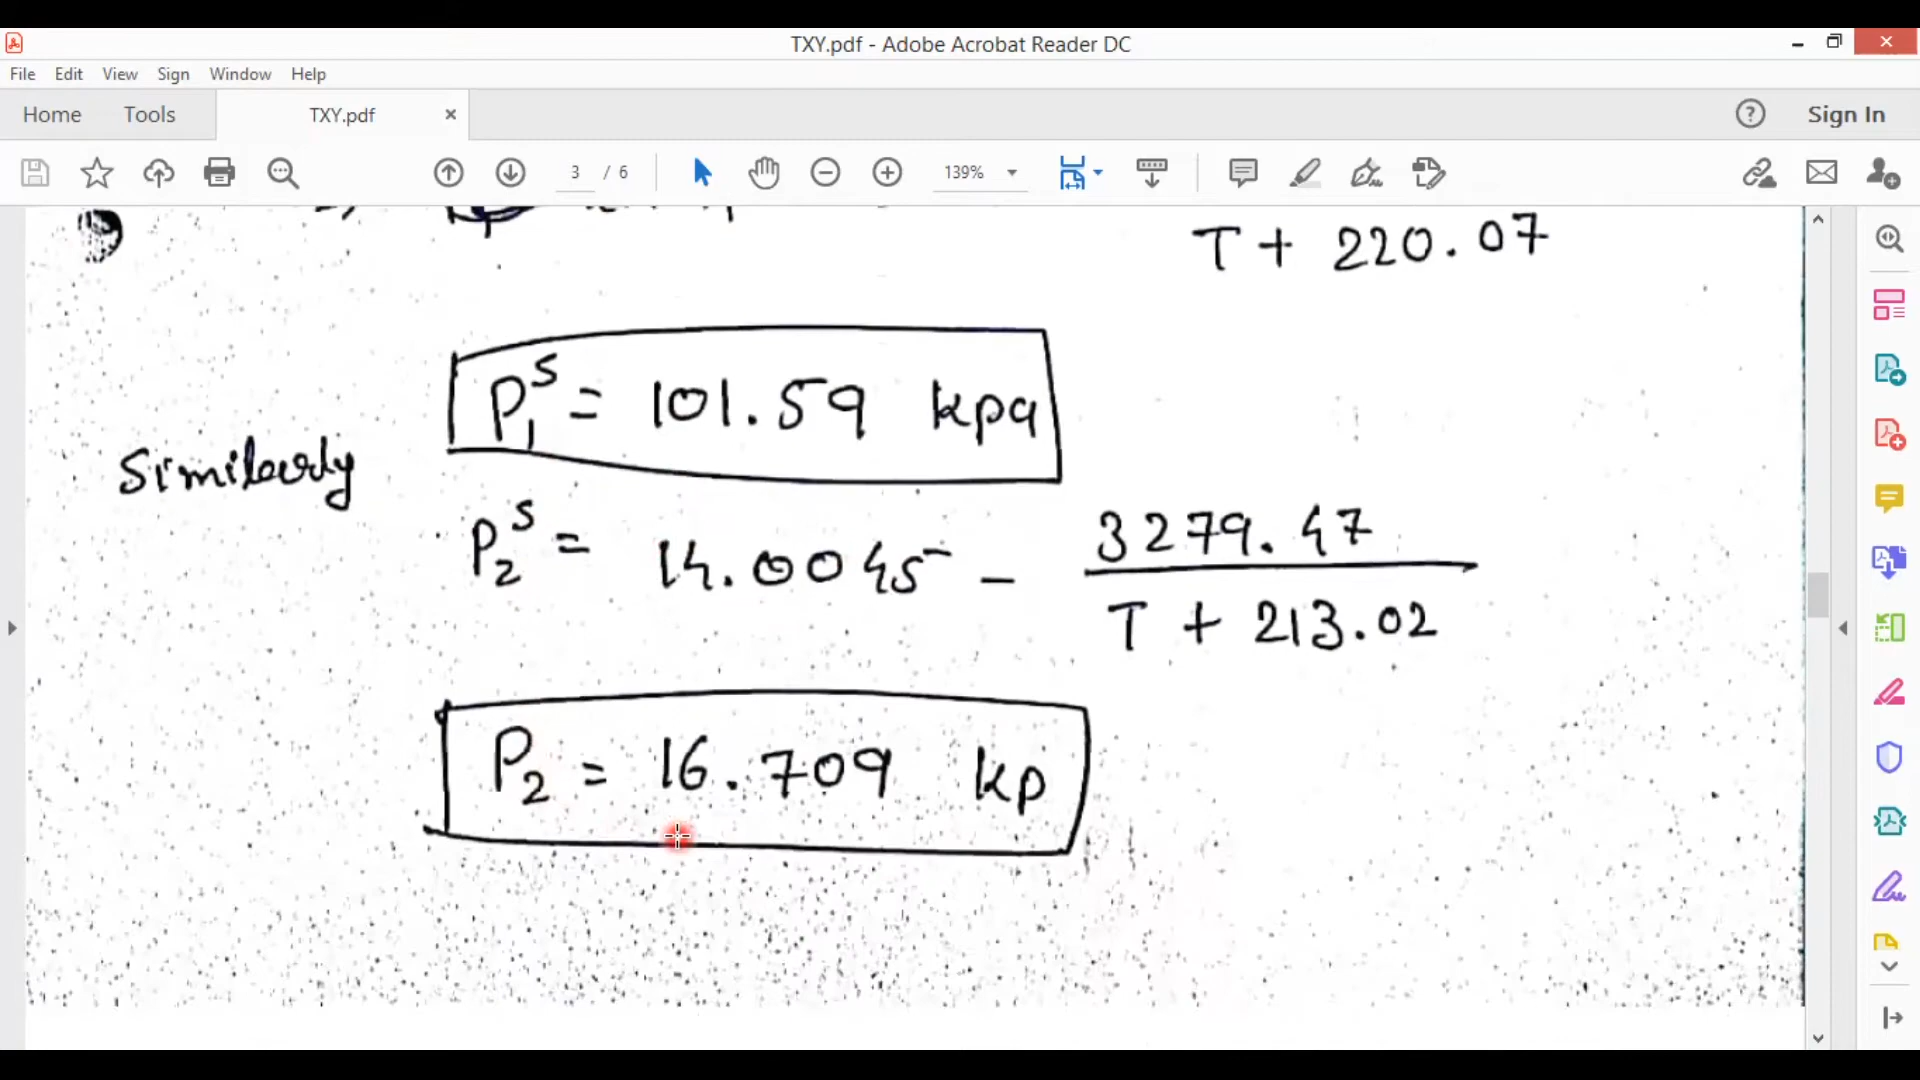 TXY.pdf - Adobe Acrobat Reader DC
File Edit View Sign Window Help
Home Tools TXY.pdf Sign In
3 / 6 139%
T + 220.07
P₁ˢ = 101.59 kpa
Similarly
P₂ˢ = 14.0045 - 3279.47
T + 213.02
P₂ = 16.709 kp